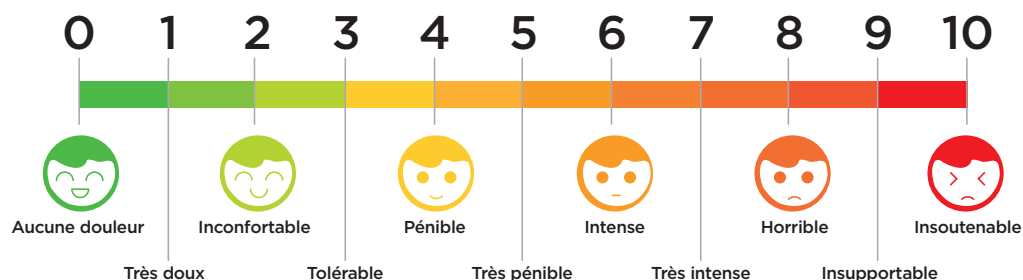 0 1 2 3 4 5 6 7 8 9 10
Aucune douleur Inconfortable Pénible Intense Horrible Insoutenable
Très doux Tolérable Très pénible Très intense Insupportable